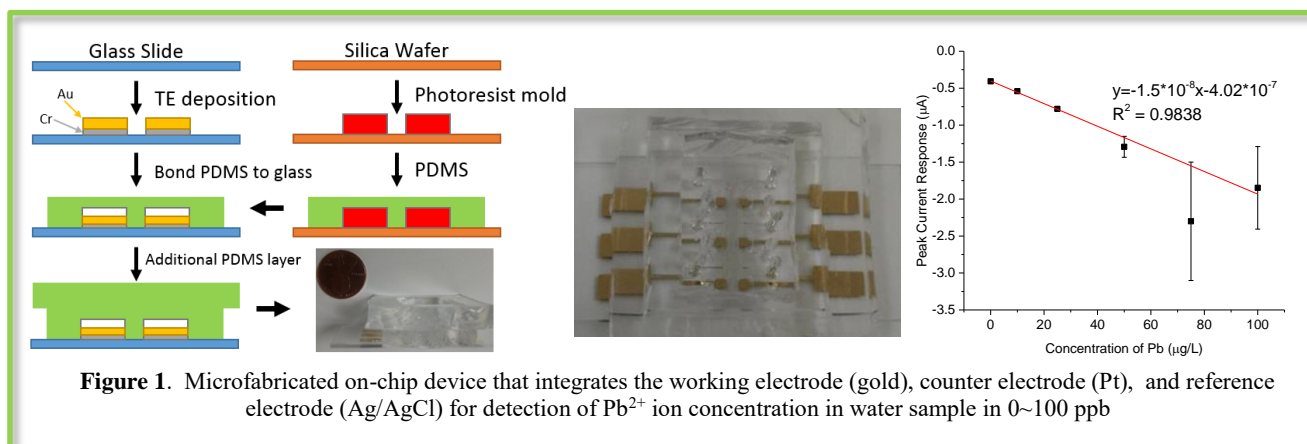 Glass Slide
Au
Cr
TE deposition
Bond PDMS to glass
Additional PDMS layer
Silica Wafer
Photoresist mold
PDMS
Peak Current Response (μA)
0.0
-0.5
-1.0
-1.5
-2.0
-2.5
-3.0
-3.5
y=-1.5*10⁻⁸x-4.02*10⁻⁷
R² = 0.9838
0 20 40 60 80 100
Concentration of Pb (μg/L)
Figure 1. Microfabricated on-chip device that integrates the working electrode (gold), counter electrode (Pt), and reference
electrode (Ag/AgCl) for detection of Pb²⁺ ion concentration in water sample in 0~100 ppb